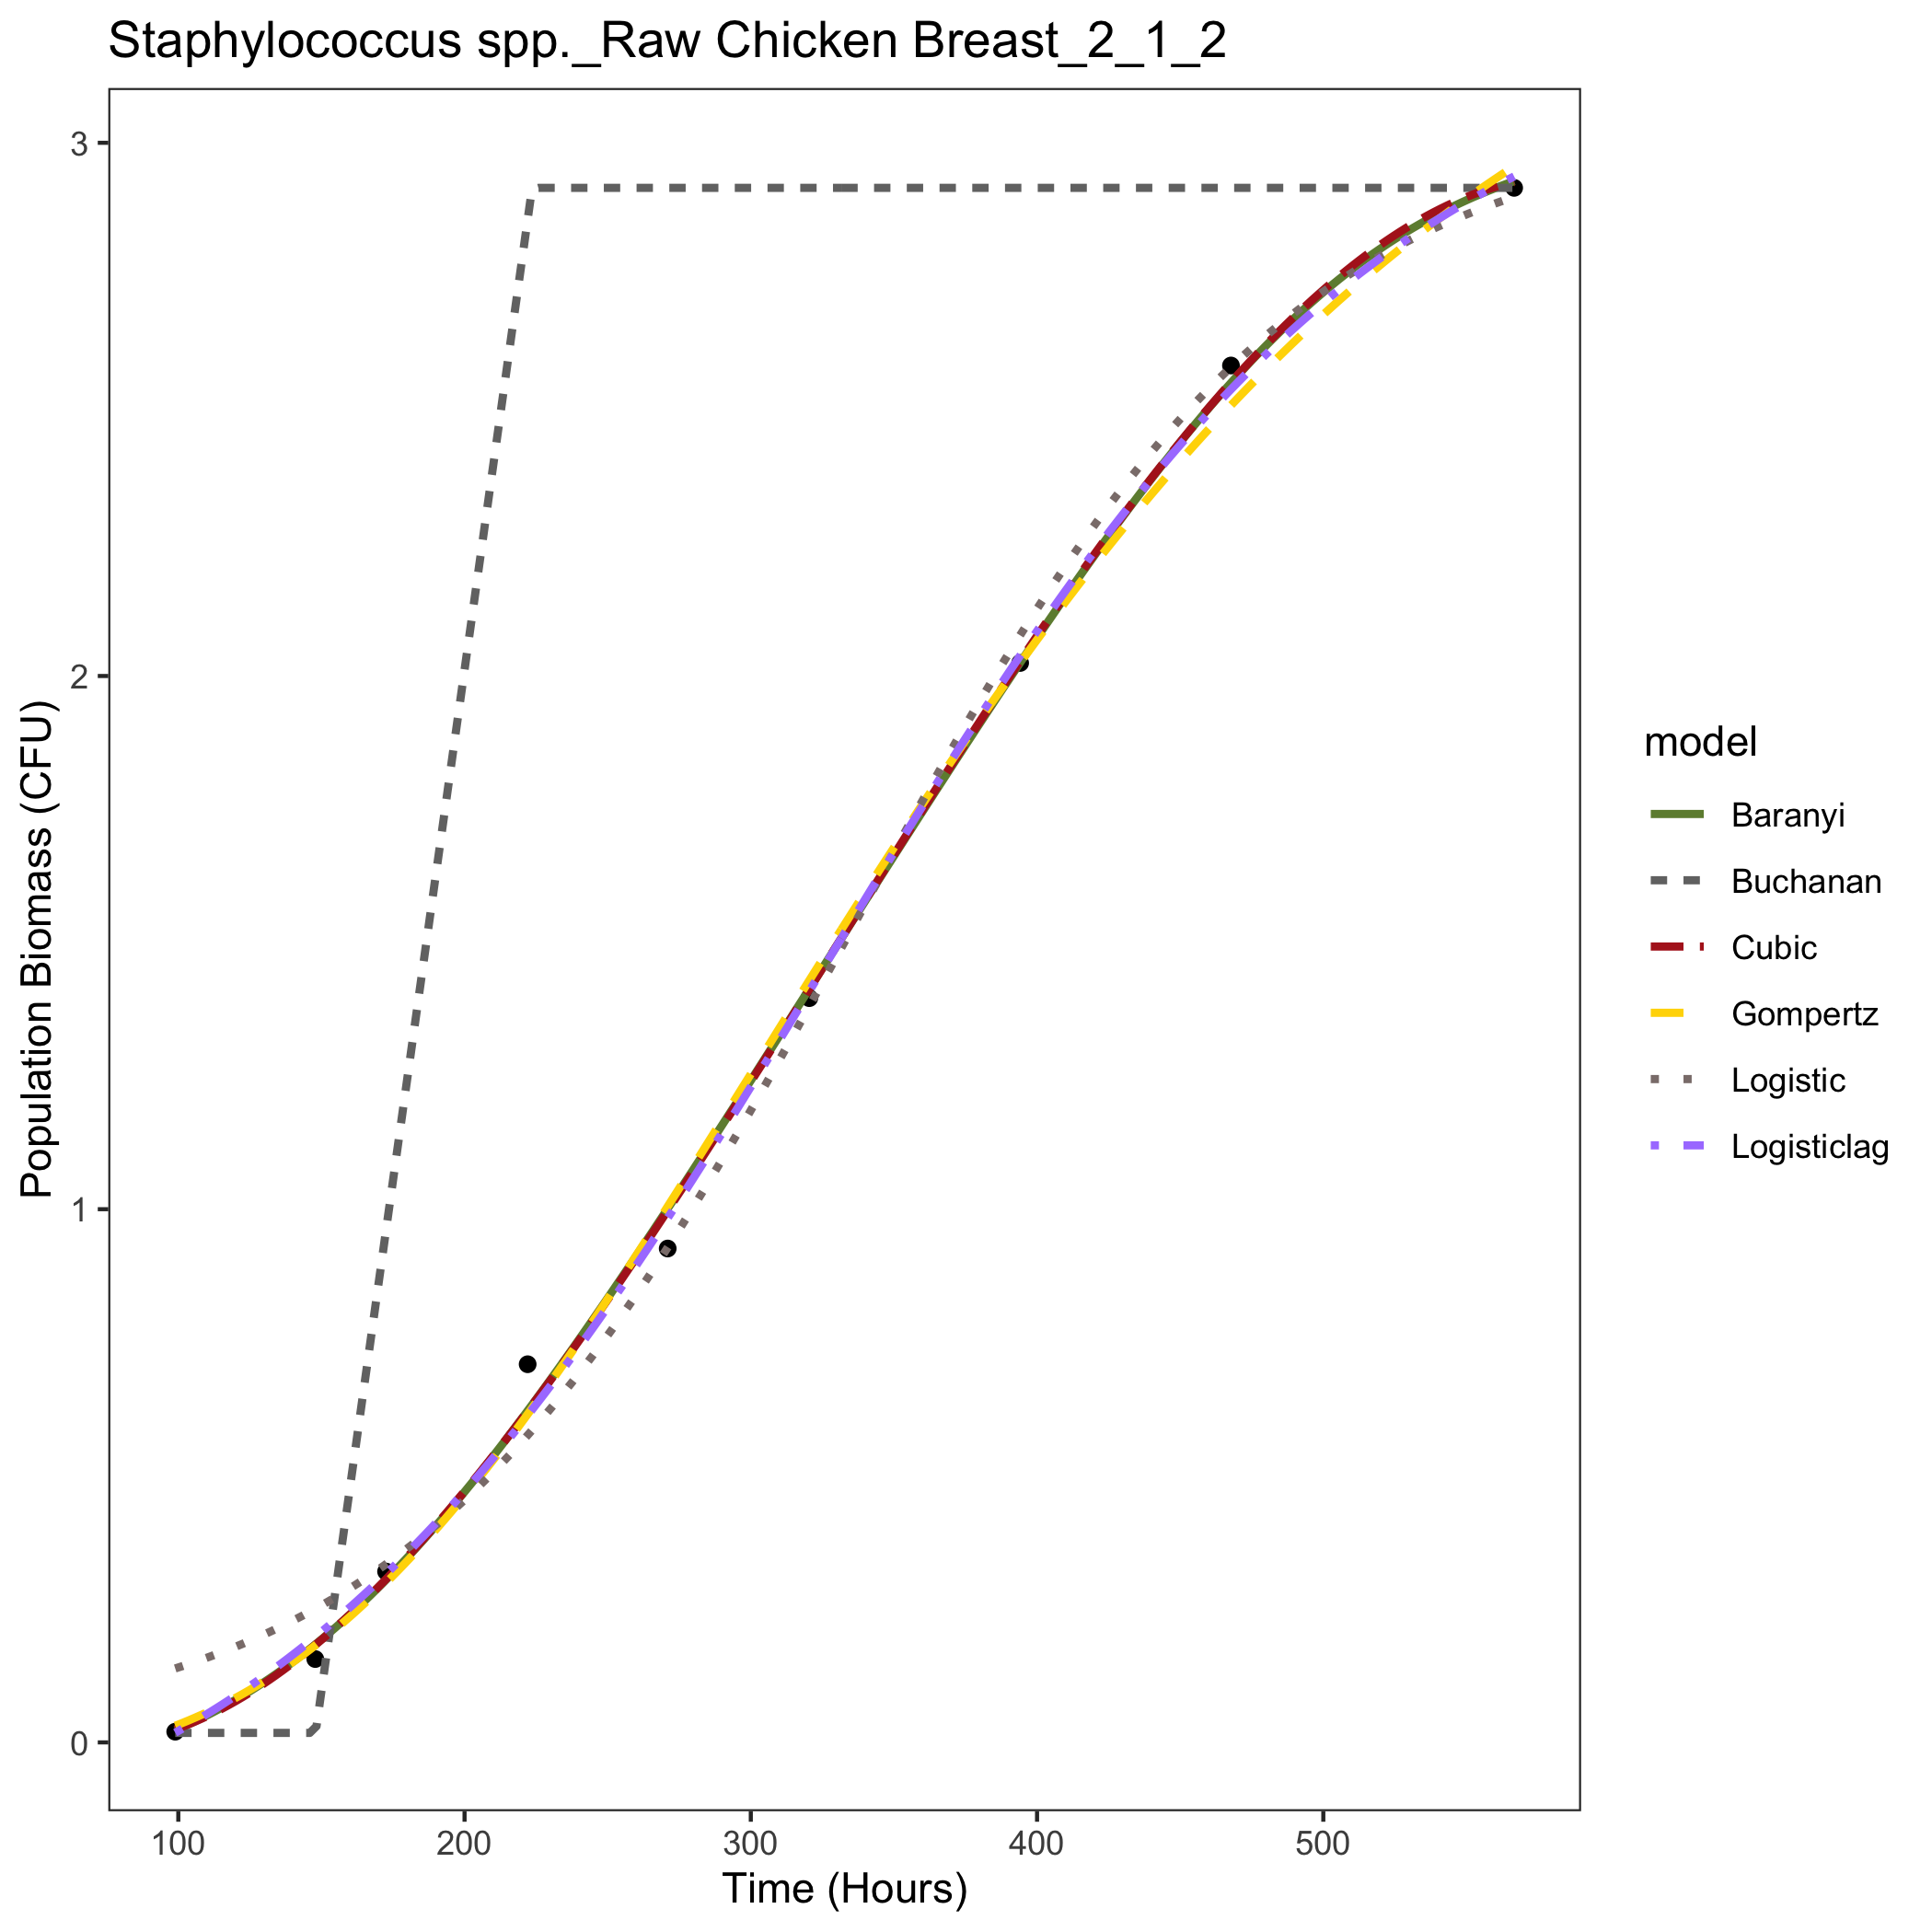 Staphylococcus spp._Raw Chicken Breast_2_1_2
3
2
1
0
Population Biomass (CFU)
100 200 300 400 500
Time (Hours)
model
Baranyi
Buchanan
Cubic
Gompertz
Logistic
Logisticlag